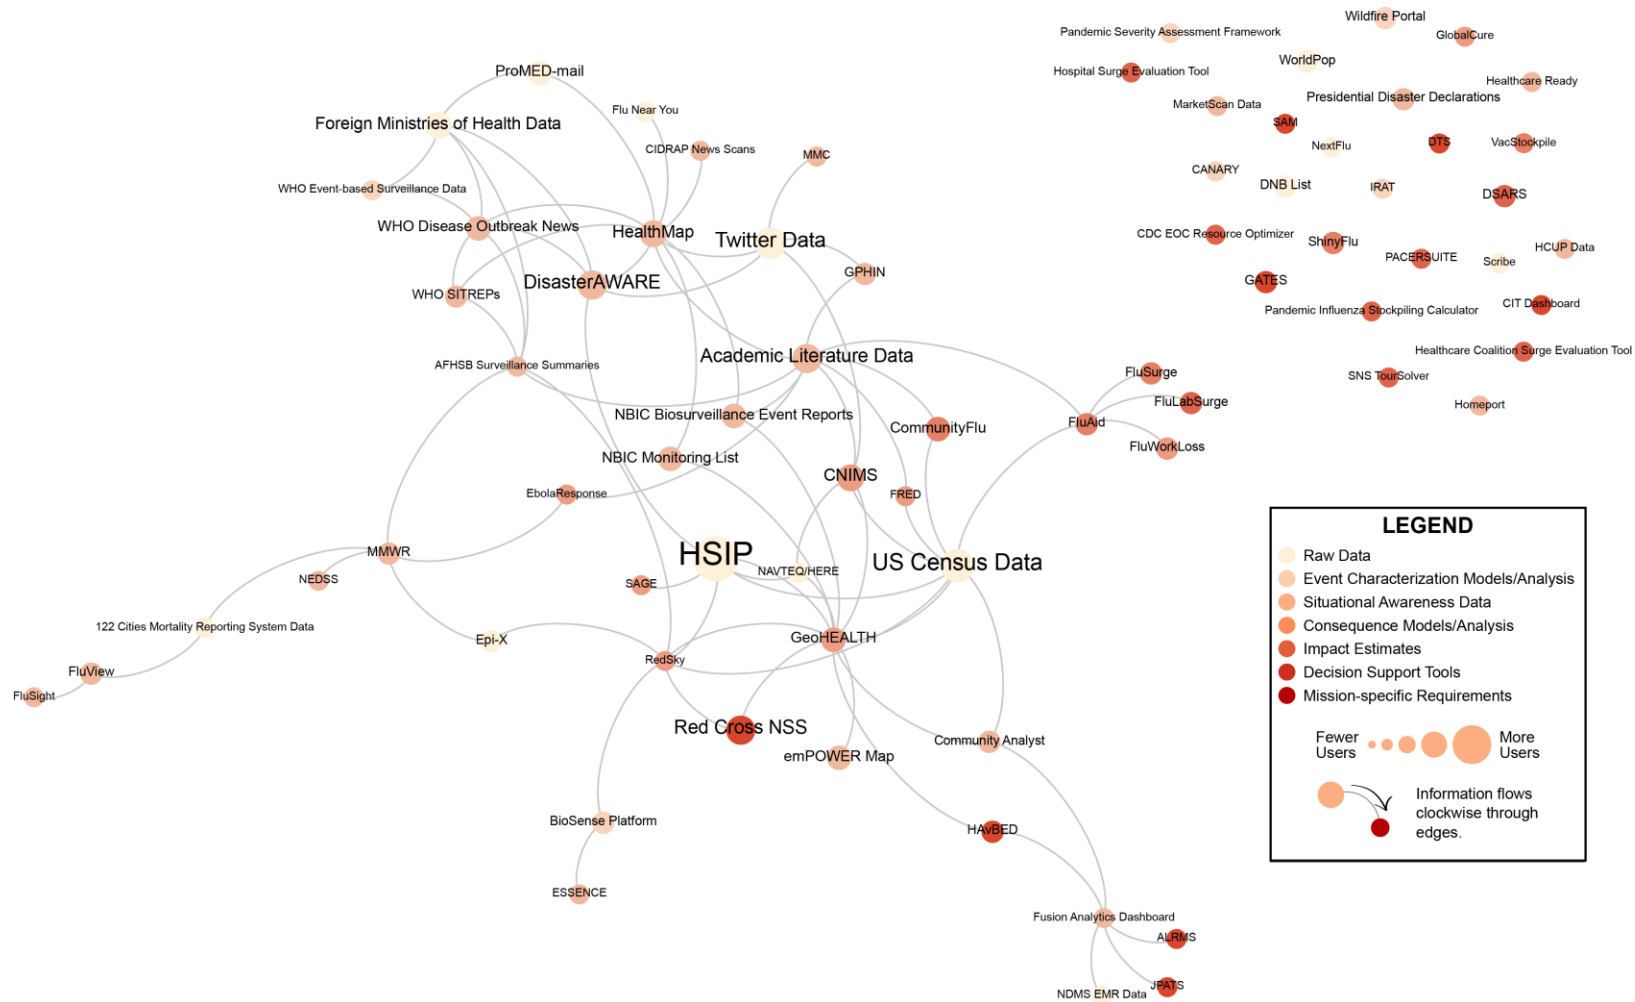 Wildfire Portal
Pandemic Severity Assessment Framework
GlobalCure
WorldPop
ProMED-mail
Hospital Surge Evaluation Tool
Healthcare Ready
Presidential Disaster Declarations
MarketScan Data
Flu Near You
Foreign Ministries of Health Data
SAM
NextFlu
DTS
VacStockpile
CIDRAP News Scans
MMC
CANARY
DNB List
IRAT
WHO Event-based Surveillance Data
DSARS
WHO Disease Outbreak News
HealthMap
Twitter Data
CDC EOC Resource Optimizer
ShinyFlu
HCUP Data
PACERSUITE
Scribe
GPHIN
DisasterAWARE
GATES
WHO SITREPs
CIT Dashboard
Pandemic Influenza Stockpiling Calculator
Healthcare Coalition Surge Evaluation Tool
Academic Literature Data
AFHSB Surveillance Summaries
FluSurge
SNS TourSolver
FluLabSurge
Homeport
NBIC Biosurveillance Event Reports
FluAid
CommunityFlu
FluWorkLoss
NBIC Monitoring List
CNIMS
EbolaResponse
FRED
MMWR
HSIP
US Census Data
NAVTEQ/HERE
NEDSS
SAGE
122 Cities Mortality Reporting System Data
Epi-X
GeoHEALTH
RedSky
FluView
FluSight
Red Cross NSS
Community Analyst
emPOWER Map
BioSense Platform
HAvBED
ESSENCE
Fusion Analytics Dashboard
ALRMS
JPATS
NDMS EMR Data
LEGEND
Raw Data
Event Characterization Models/Analysis
Situational Awareness Data
Consequence Models/Analysis
Impact Estimates
Decision Support Tools
Mission-specific Requirements
Fewer
Users
More
Users
Information flows
clockwise through
edges.